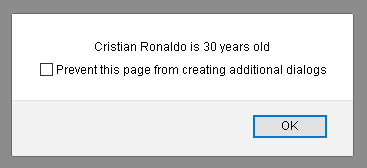 Cristian Ronaldo is 30 years old
Prevent this page from creating additional dialogs
OK